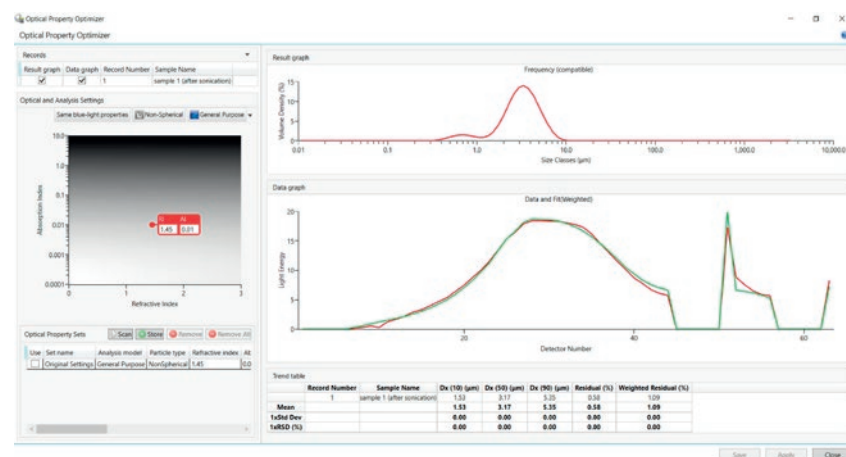 Optical Property Optimizer
Optical Property Optimizer
Records
Result graph Data graph Record Number Sample Name
1 sample 1 (after sonication)
Optical and Analysis Settings
Same blue-light properties Non-Spherical General Purpose
10.0
1.0
0.1
0.01
0.001
0.0001
Absorption Index
RI AI
1.45 0.01
0 1 2 3
Refractive Index
Optical Property Sets Scan Store Remove Remove All
Use Set name Analysis model Particle type Refractive index
Original Settings General Purpose NonSpherical 1.45
Result graph
Frequency (compatible)
Volume Density (%)
15
10
5
0
0.01 0.1 1.0 10.0 100.0 1,000.0 10,000.0
Size Classes (µm)
Data graph
Data and Fit(Weighted)
Light Energy
20
15
10
5
0
20 40 60
Detector Number
Trend table
Record Number Sample Name Dx (10) (µm) Dx (50) (µm) Dx (90) (µm) Residual (%) Weighted Residual (%)
1 sample 1 (after sonication) 1.53 3.17 5.35 0.58 1.09
Mean 1.53 3.17 5.35 0.58 1.09
1xStd Dev 0.00 0.00 0.00 0.00 0.00
1xRSD (%) 0.00 0.00 0.00 0.00 0.00
Save Apply Close